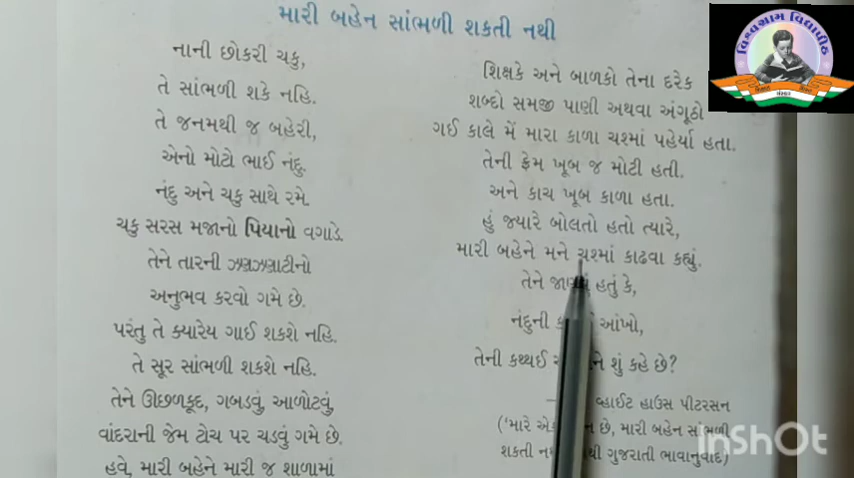 મારી બહેન સાંભળી શકતી નથી
નાની છોકરી ચકુ,
તે સાંભળી શકે નહિ.
તે જનમથી જ બહેરી,
એનો મોટો ભાઈ નંદુ.
નંદુ અને ચકુ સાથે રમે.
ચકુ સરસ મજાનો પિયાનો વગાડે.
તેને તારની ઝણઝણાટીનો
અનુભવ કરવો ગમે છે.
પરંતુ તે ક્યારેય ગાઈ શકશે નહિ.
તે સૂર સાંભળી શકશે નહિ.
તેને ઊછળકૂદ, ગબડવું, આળોટવું,
વાંદરાની જેમ ટોચ પર ચડવું ગમે છે.
હવે, મારી બહેને મારી જ શાળામાં
શિક્ષકે અને બાળકો તેના દરેક
શબ્દો સમજી પાણી અથવા અંગૂઠો
ગઈ કાલે મેં મારા કાળા ચશ્માં પહેર્યા હતા.
તેની ફ્રેમ ખૂબ જ મોટી હતી.
અને કાચ ખૂબ કાળા હતા.
હું જ્યારે બોલતો હતો ત્યારે,
મારી બહેને મને ચશ્માં કાઢવા કહ્યું.
તેને હતું કે,
નંદુની આંખો,
તેની કથ્થઈ શું કહે છે?
વ્હાઈટ હાઉસ પીટરસન
('મારે છે, મારી બહેન સાંભળી
શકતી ગુજરાતી ભાવાનુવાદ)
વિશ્વગ્રામ વિદ્યાપીઠ
InShOt